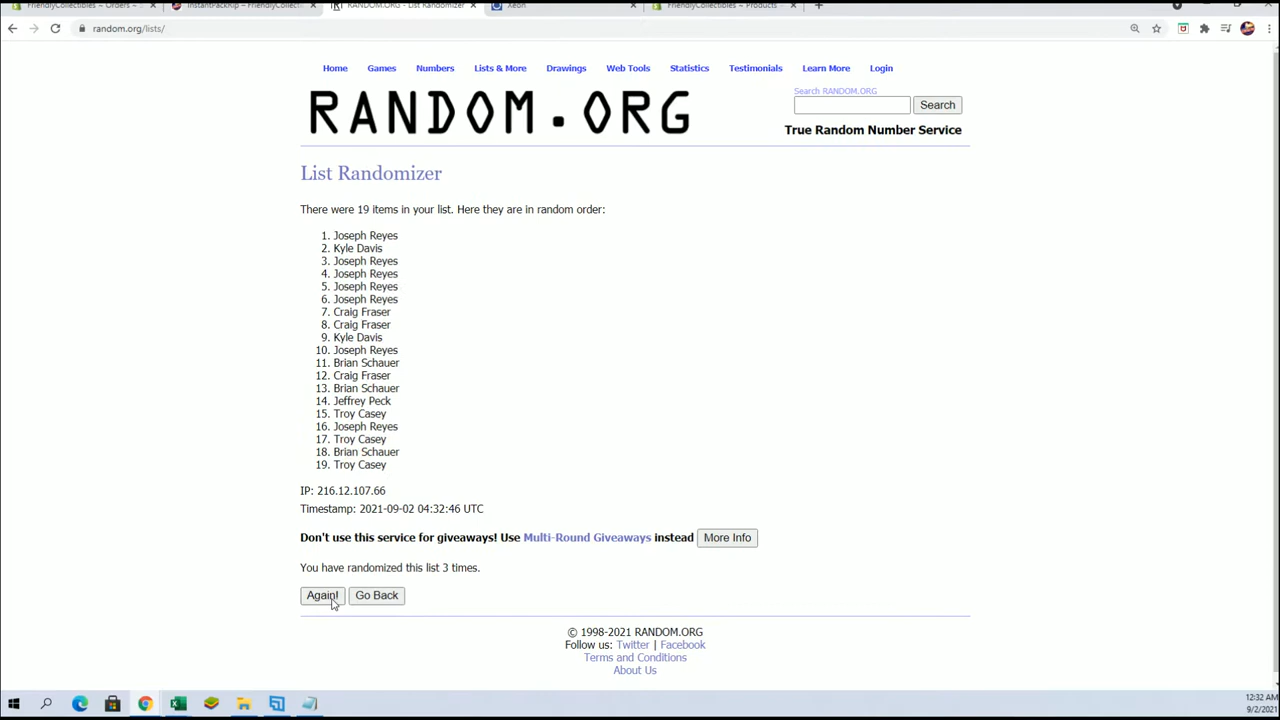 FriendlyCollectibles ~ Orders ~ S
InstantPackRip – FriendlyCollecti
RANDOM.ORG - List Randomizer
Xeon
FriendlyCollectibles ~ Products ~
random.org/lists/
Home Games Numbers Lists & More Drawings Web Tools Statistics Testimonials Learn More Login
RANDOM.ORG
Search RANDOM.ORG
Search
True Random Number Service
List Randomizer
There were 19 items in your list. Here they are in random order:
1. Joseph Reyes
2. Kyle Davis
3. Joseph Reyes
4. Joseph Reyes
5. Joseph Reyes
6. Joseph Reyes
7. Craig Fraser
8. Craig Fraser
9. Kyle Davis
10. Joseph Reyes
11. Brian Schauer
12. Craig Fraser
13. Brian Schauer
14. Jeffrey Peck
15. Troy Casey
16. Joseph Reyes
17. Troy Casey
18. Brian Schauer
19. Troy Casey
IP: 216.12.107.66
Timestamp: 2021-09-02 04:32:46 UTC
Don't use this service for giveaways! Use Multi-Round Giveaways instead More Info
You have randomized this list 3 times.
Again! Go Back
© 1998-2021 RANDOM.ORG
Follow us: Twitter | Facebook
Terms and Conditions
About Us
12:32 AM
9/2/2021